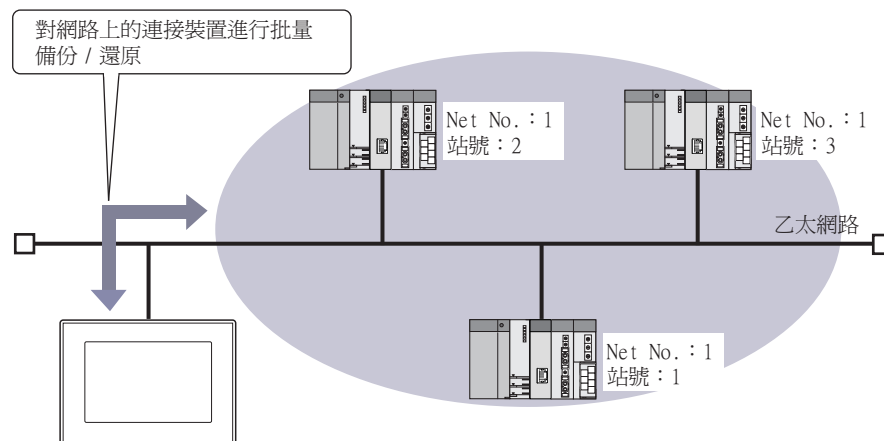 對網路上的連接裝置進行批量
備份 / 還原
Net No.：1
站號：2
Net No.：1
站號：3
乙太網路
Net No.：1
站號：1